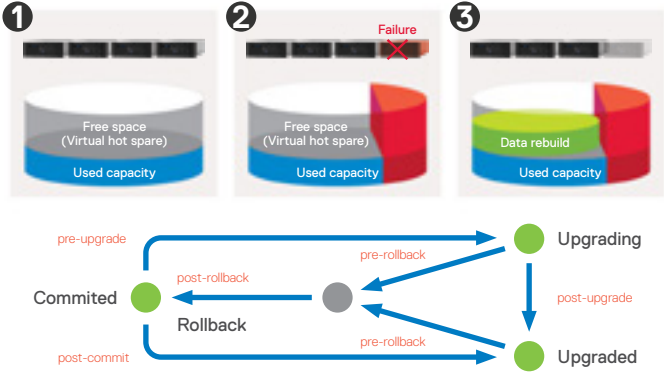 1
2
3
Failure
Free space
(Virtual hot spare)
Used capacity
Free space
(Virtual hot spare)
Used capacity
Data rebuild
Used capacity
pre-upgrade
Upgrading
pre-rollback
post-rollback
Commited
post-upgrade
Rollback
pre-rollback
post-commit
Upgraded